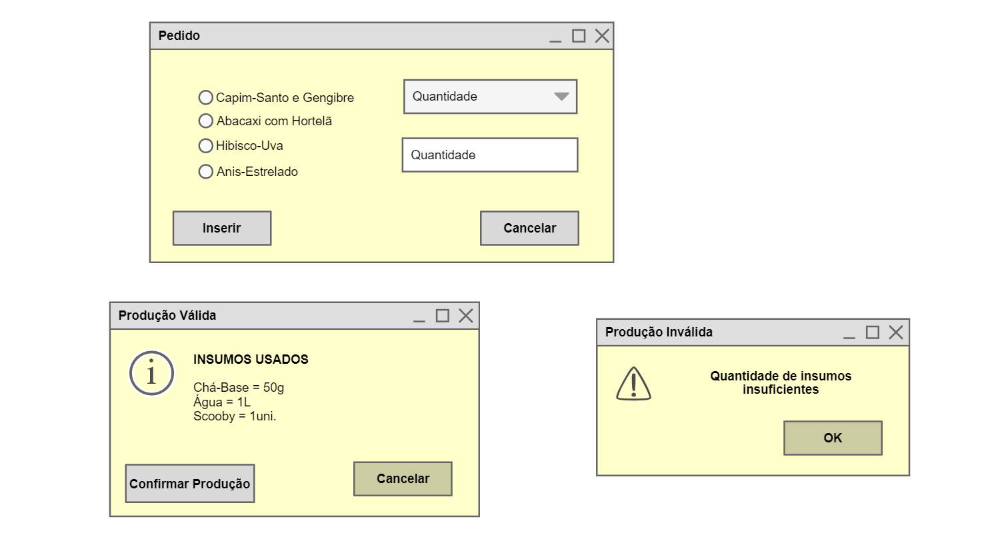 Pedido
Capim-Santo e Gengibre
Quantidade
Abacaxi com Hortelã
Hibisco-Uva
Quantidade
Anis-Estrelado
Inserir
Cancelar
Produção Válida
i
INSUMOS USADOS
Chá-Base = 50g
Água = 1L
Scooby = 1uni.
Confirmar Produção
Cancelar
Produção Inválida
Quantidade de insumos
insuficientes
OK